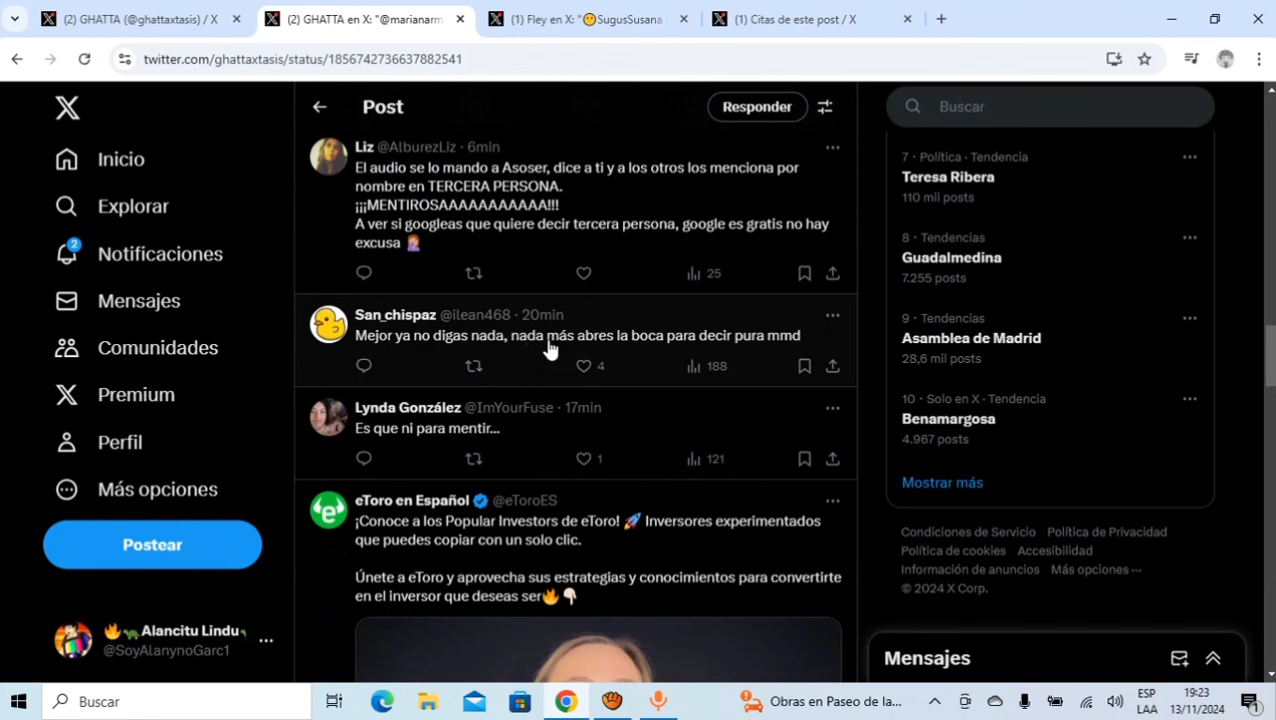 (2) GHATTA (@ghattaxtasis) / X
(2) GHATTA en X: "@marianarm
(1) Fley en X: "😶SugusSusana
(1) Citas de este post / X
twitter.com/ghattaxtasis/status/1856742736637882541
Inicio
Explorar
2
Notificaciones
Mensajes
Comunidades
Premium
Perfil
Más opciones
Postear
🔥🐢 Alancitu Lindu
@SoyAlanynoGarc1
Post
Responder
Liz @AlburezLiz · 6min
El audio se lo mando a Asoser, dice a ti y a los otros los menciona por
nombre en TERCERA PERSONA.
¡¡¡MENTIROSAAAAAAAAAAA!!!
A ver si googleas que quiere decir tercera persona, google es gratis no hay
excusa 🤦🏼‍♀️
25
San_chispaz @ilean468 · 20min
Mejor ya no digas nada, nada más abres la boca para decir pura mmd
4 188
Lynda González @ImYourFuse · 17min
Es que ni para mentir...
1 121
eToro en Español @eToroES
¡Conoce a los Popular Investors de eToro! 🚀 Inversores experimentados
que puedes copiar con un solo clic.
Únete a eToro y aprovecha sus estrategias y conocimientos para convertirte
en el inversor que deseas ser🔥👇🏻
Buscar
7 · Política · Tendencia
Teresa Ribera
110 mil posts
8 · Tendencias
Guadalmedina
7.255 posts
9 · Tendencias
Asamblea de Madrid
28,6 mil posts
10 · Solo en X · Tendencia
Benamargosa
4.967 posts
Mostrar más
Condiciones de Servicio Política de Privacidad
Política de cookies Accesibilidad
Información de anuncios Más opciones ···
© 2024 X Corp.
Mensajes
Buscar
Obras en Paseo de la...
ESP
LAA
19:23
13/11/2024
1